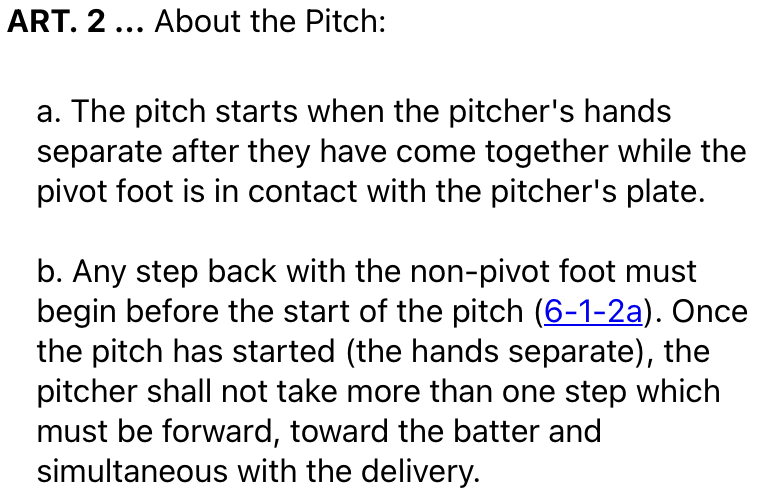 ART. 2 ... About the Pitch:
a. The pitch starts when the pitcher's hands
separate after they have come together while the
pivot foot is in contact with the pitcher's plate.
b. Any step back with the non-pivot foot must
begin before the start of the pitch (6-1-2a). Once
the pitch has started (the hands separate), the
pitcher shall not take more than one step which
must be forward, toward the batter and
simultaneous with the delivery.